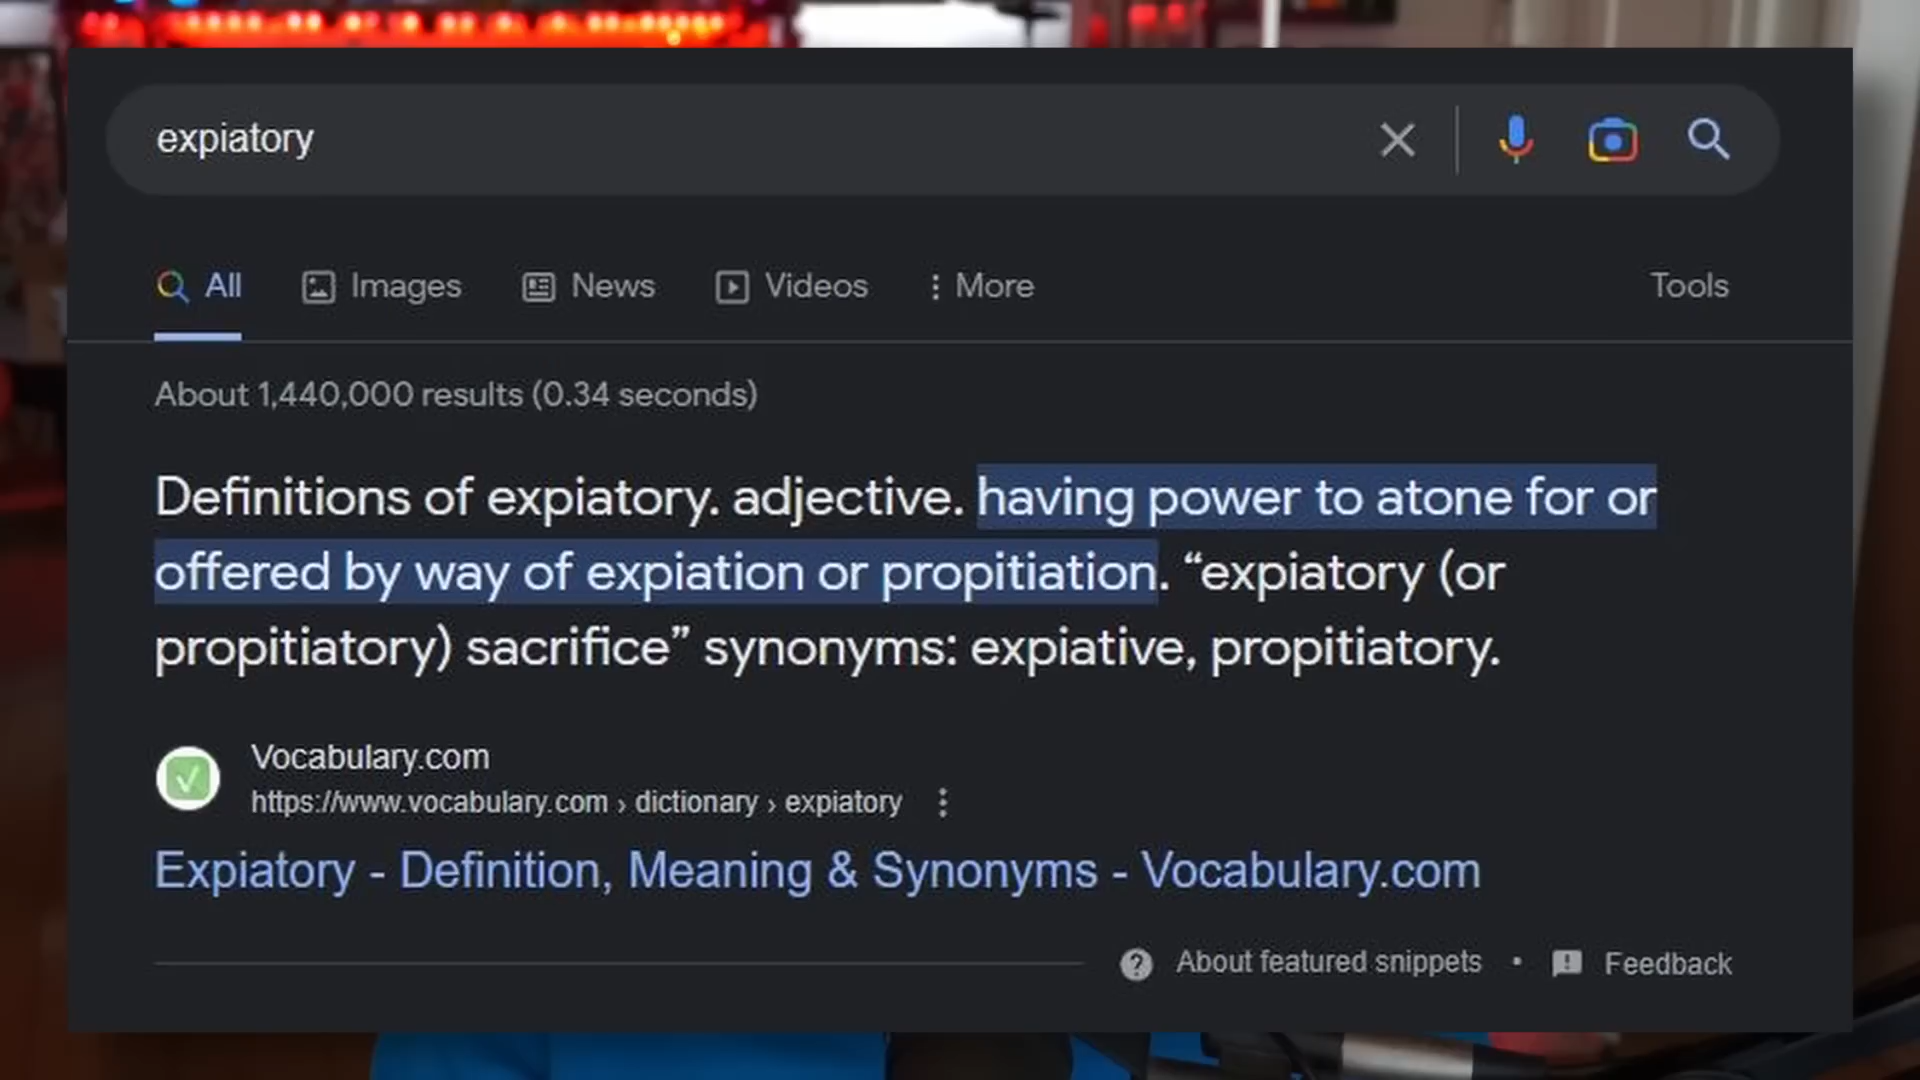 expiatory
All Images News Videos More Tools
About 1,440,000 results (0.34 seconds)
Definitions of expiatory. adjective. having power to atone for or
offered by way of expiation or propitiation. “expiatory (or
propitiatory) sacrifice” synonyms: expiative, propitiatory.
Vocabulary.com
https://www.vocabulary.com › dictionary › expiatory
Expiatory - Definition, Meaning & Synonyms - Vocabulary.com
About featured snippets • Feedback